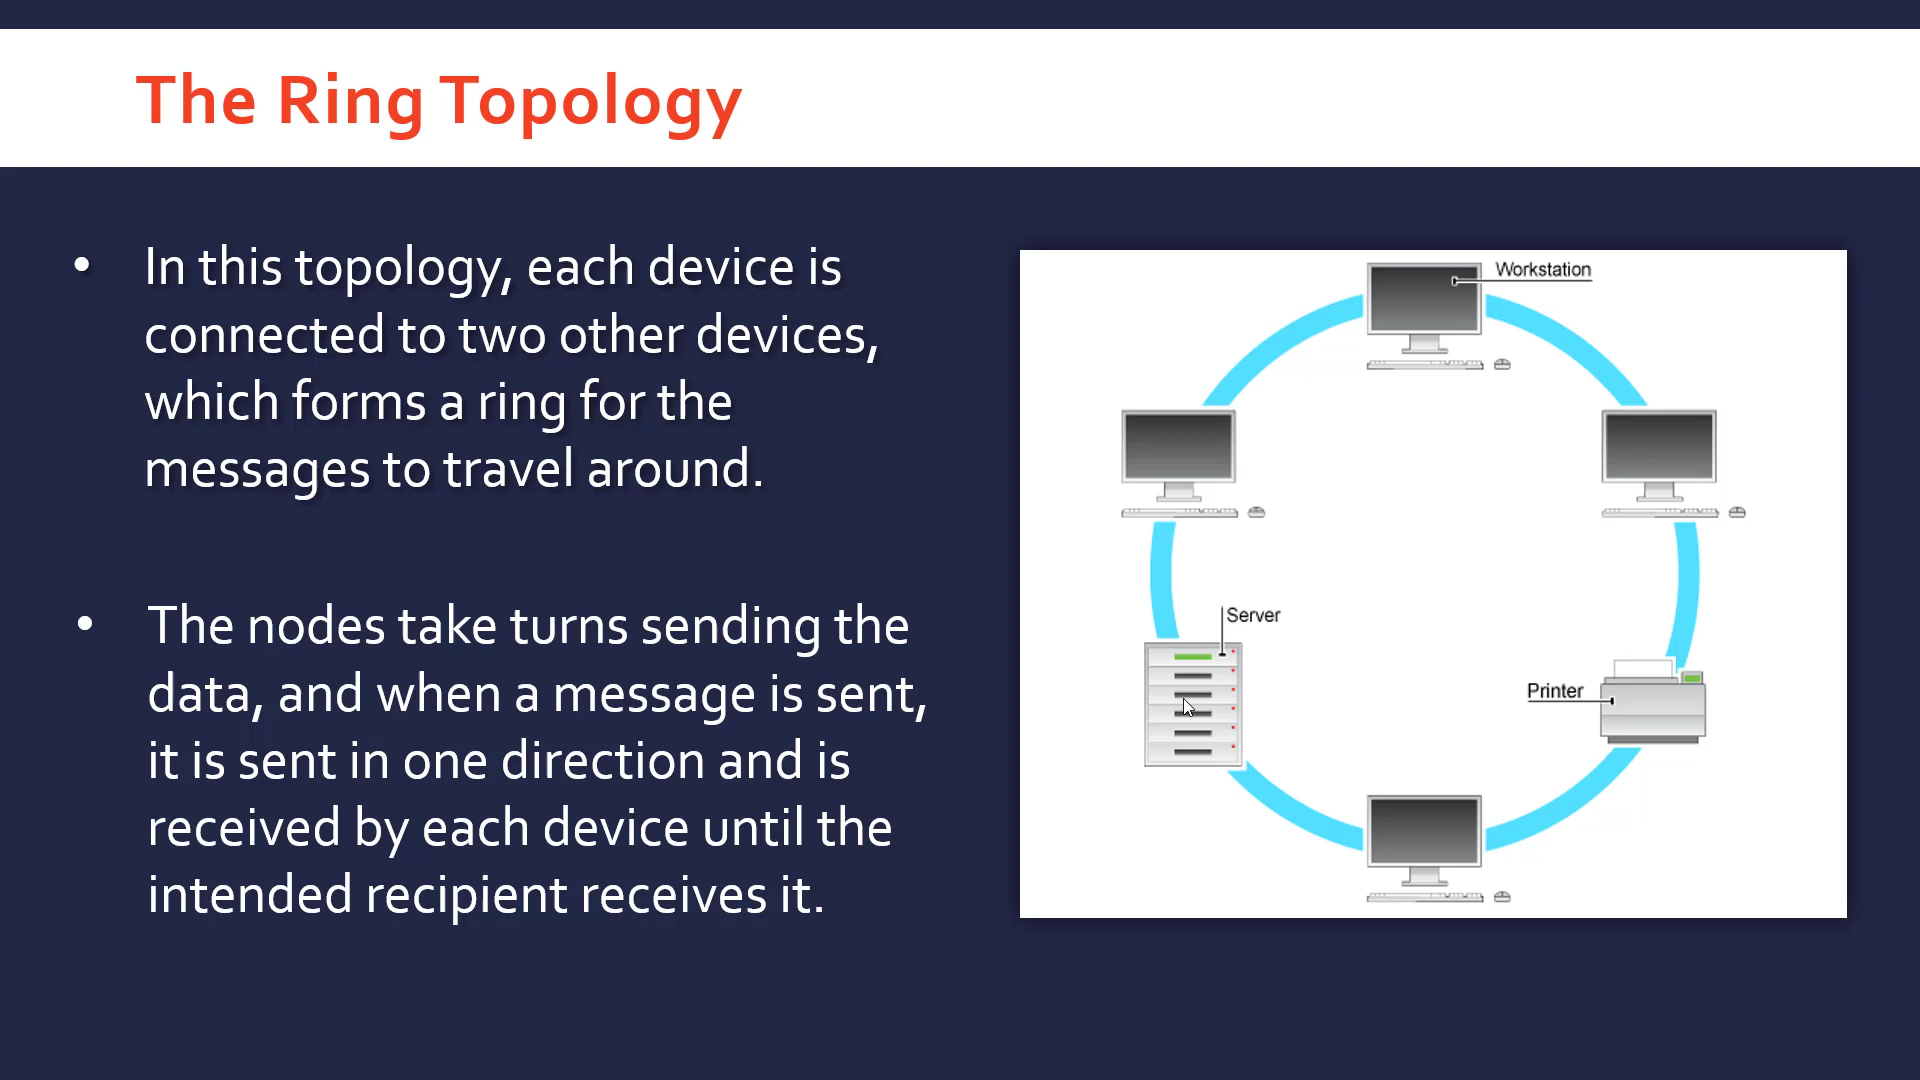 The Ring Topology
• In this topology, each device is
connected to two other devices,
which forms a ring for the
messages to travel around.
• The nodes take turns sending the
data, and when a message is sent,
it is sent in one direction and is
received by each device until the
intended recipient receives it.
Workstation
Server
Printer